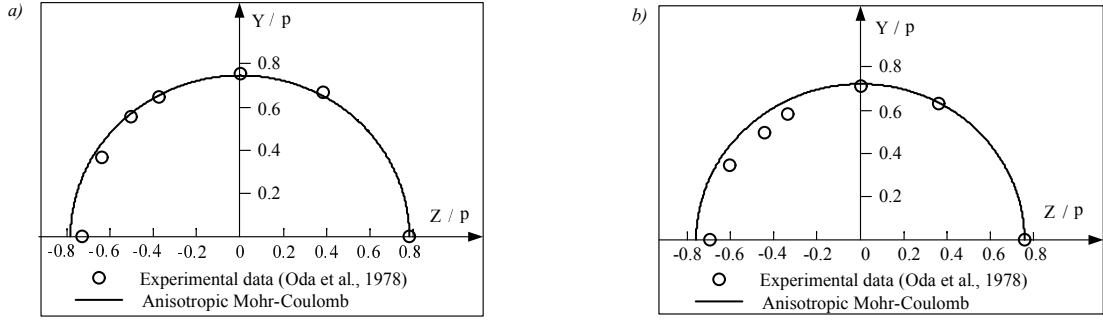 a)
Y / p
0.8
0.6
0.4
0.2
Z / p
-0.8 -0.6 -0.4 -0.2 0 0.2 0.4 0.6 0.8
Experimental data (Oda et al., 1978)
Anisotropic Mohr-Coulomb
b)
Y / p
0.8
0.6
0.4
0.2
Z / p
-0.8 -0.6 -0.4 -0.2 0 0.2 0.4 0.6 0.8
Experimental data (Oda et al., 1978)
Anisotropic Mohr-Coulomb